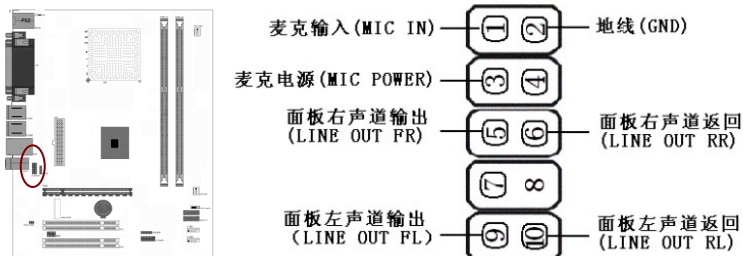 PS2
麦克输入(MIC IN)
1 2
地线(GND)
麦克电源(MIC POWER)
3 4
面板右声道输出
(LINE OUT FR)
5 6
面板右声道返回
(LINE OUT RR)
7 8
面板左声道输出
(LINE OUT FL)
9 10
面板左声道返回
(LINE OUT RL)